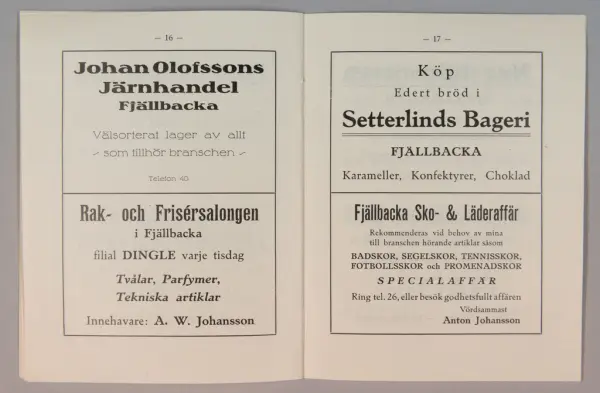 — 16 —
Johan Olofssons
Järnhandel
Fjällbacka
Välsorterat lager av allt
som tillhör branschen
Telefon 45
Rak- och Frisérsalongen
i Fjällbacka
filial DINGLE varje tisdag
Tvålar, Parfymer,
Tekniska artiklar
Innehavare: A. W. Johansson
— 17 —
Köp
Edert bröd i
Setterlinds Bageri
FJÄLLBACKA
Karameller, Konfektyrer, Choklad
Fjällbacka Sko- & Läderaffär
Rekommenderas vid behov av mina
till branschen hörande artiklar såsom
BADSKOR, SEGELSKOR, TENNISSKOR,
FOTBOLLSSKOR och PROMENADSKOR
SPECIALAFFÄR
Ring tel. 26, eller besök godhetsfullt affären
Vördsammast
Anton Johansson